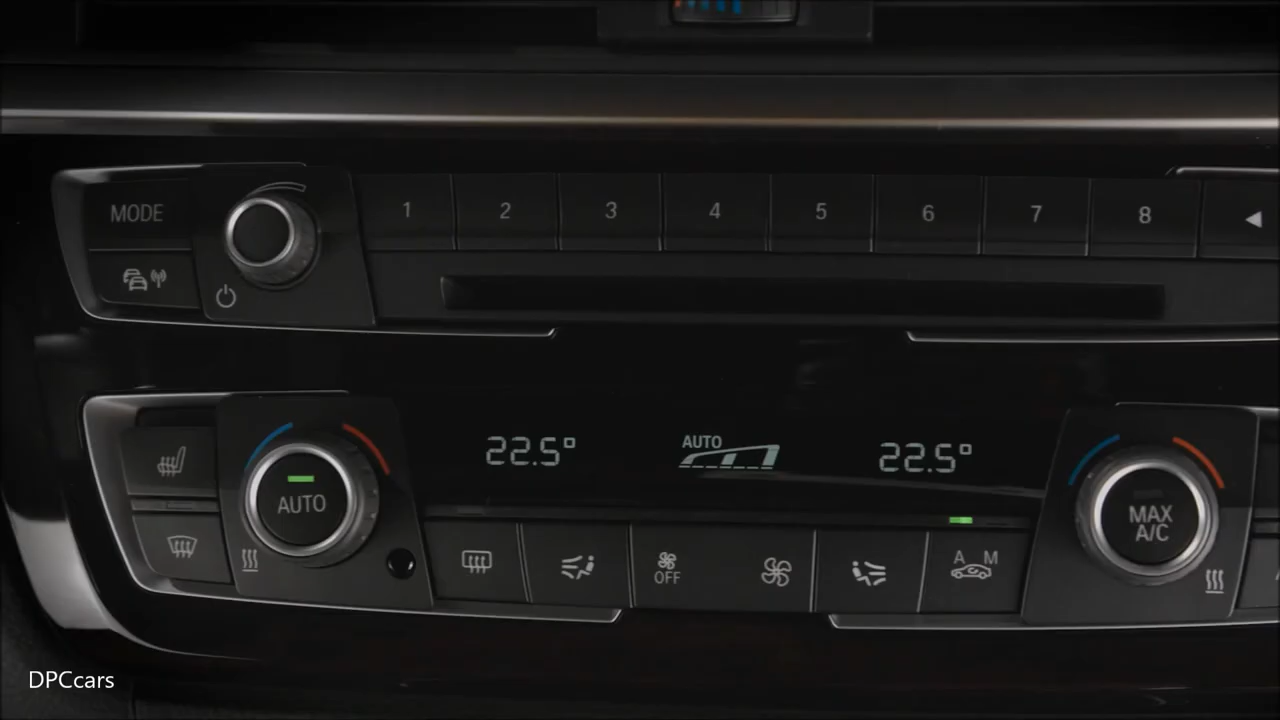 MODE
1 2 3 4 5 6 7 8
22.5° AUTO 22.5°
AUTO
MAX
A/C
OFF
A M
DPCcars